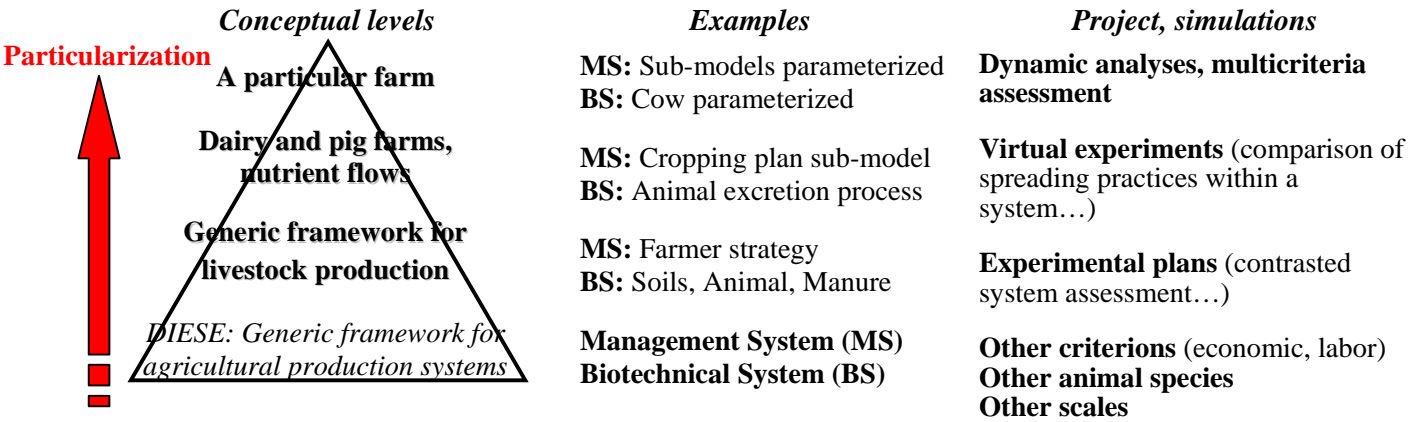 Conceptual levels
Examples
Project, simulations
Particularization
A particular farm
MS: Sub-models parameterized
BS: Cow parameterized
Dynamic analyses, multicriteria
assessment
Dairy and pig farms,
nutrient flows
MS: Cropping plan sub-model
BS: Animal excretion process
Virtual experiments (comparison of
spreading practices within a
system…)
Generic framework for
livestock production
MS: Farmer strategy
BS: Soils, Animal, Manure
Experimental plans (contrasted
system assessment…)
DIESE: Generic framework for
agricultural production systems
Management System (MS)
Biotechnical System (BS)
Other criterions (economic, labor)
Other animal species
Other scales